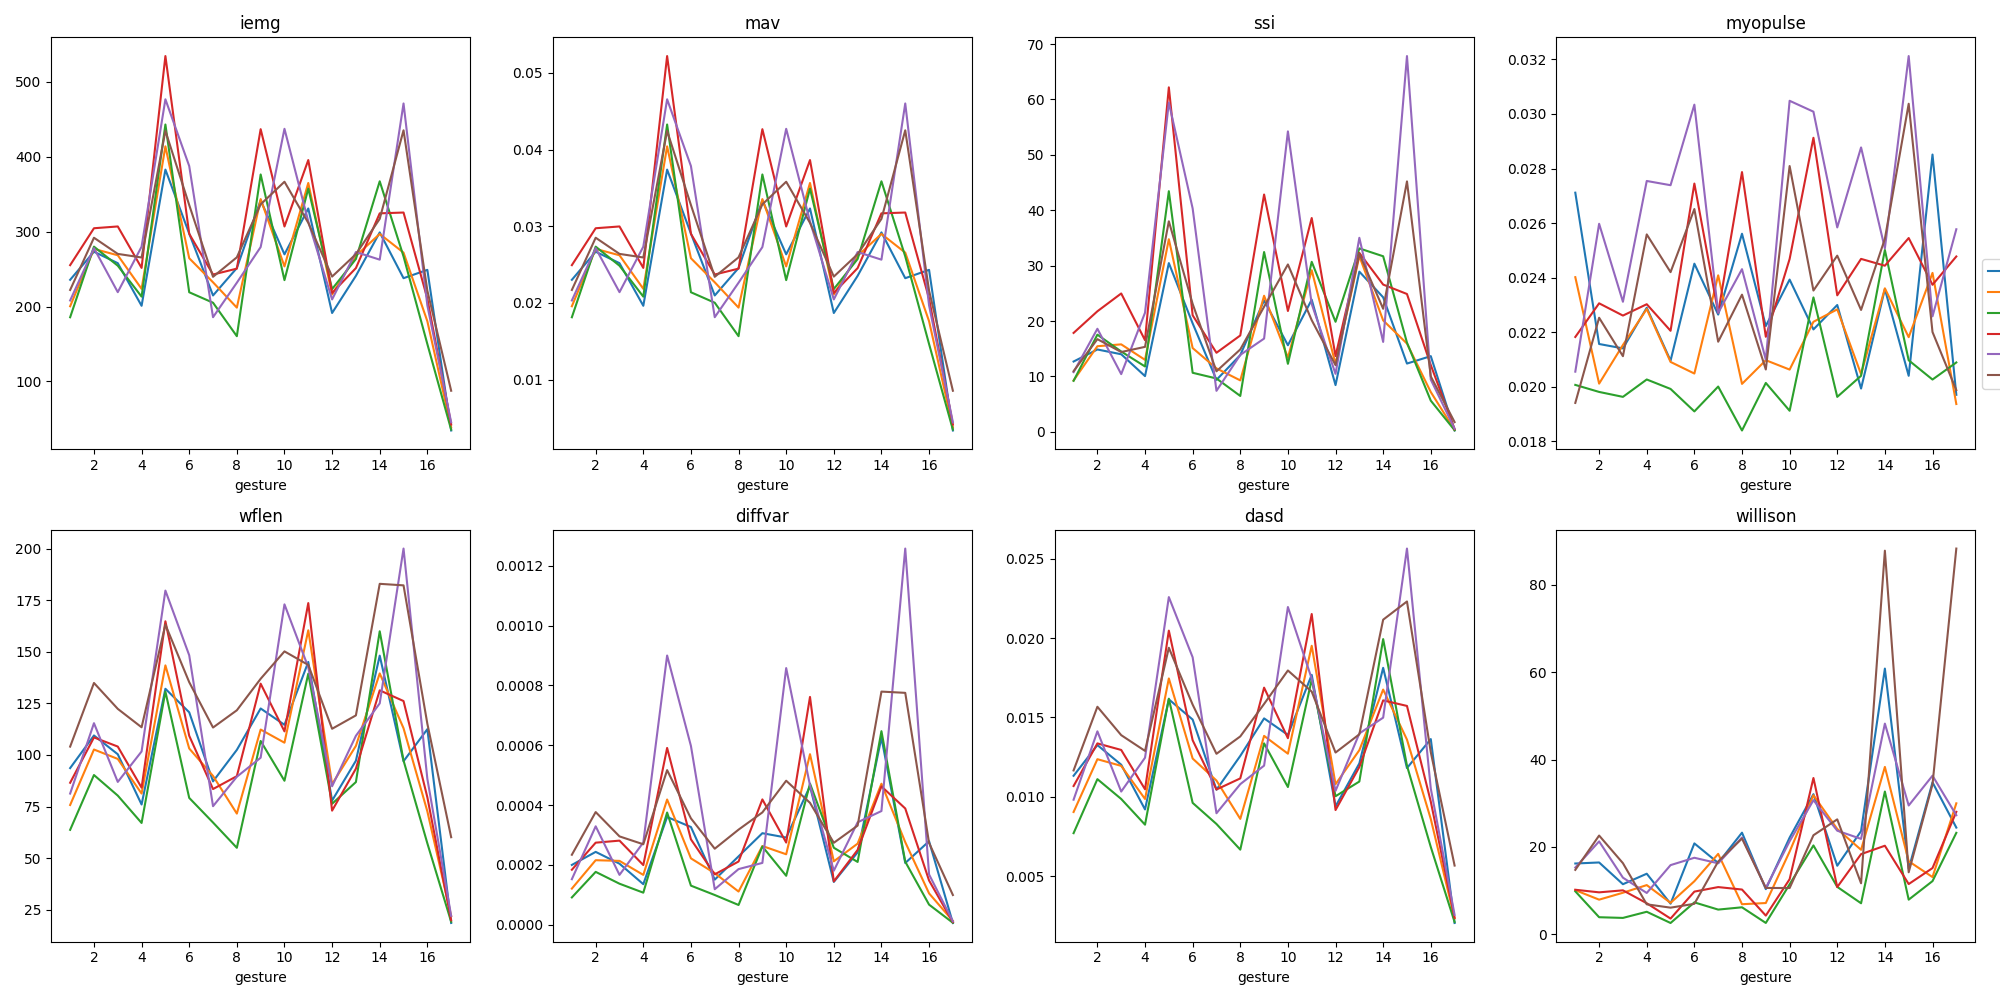 iemg
500
400
300
200
100
2 4 6 8 10 12 14 16
gesture
mav
0.05
0.04
0.03
0.02
0.01
2 4 6 8 10 12 14 16
gesture
ssi
70
60
50
40
30
20
10
0
2 4 6 8 10 12 14 16
gesture
myopulse
0.032
0.030
0.028
0.026
0.024
0.022
0.020
0.018
2 4 6 8 10 12 14 16
gesture
wflen
200
175
150
125
100
75
50
25
2 4 6 8 10 12 14 16
gesture
diffvar
0.0012
0.0010
0.0008
0.0006
0.0004
0.0002
0.0000
2 4 6 8 10 12 14 16
gesture
dasd
0.025
0.020
0.015
0.010
0.005
2 4 6 8 10 12 14 16
gesture
willison
80
60
40
20
0
2 4 6 8 10 12 14 16
gesture